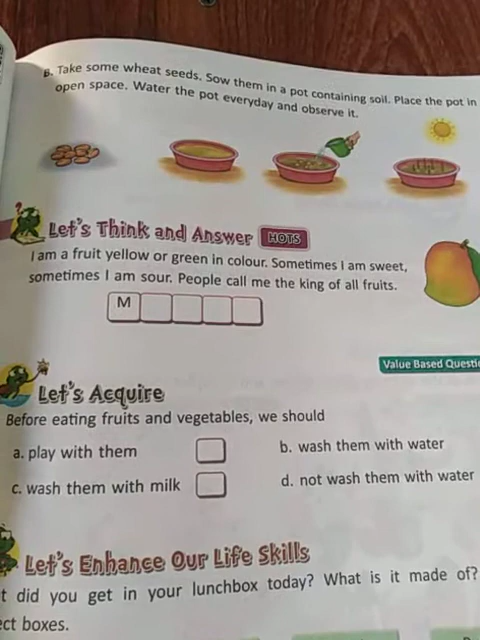 B. Take some wheat seeds. Sow them in a pot containing soil. Place the pot in
open space. Water the pot everyday and observe it.
Let's Think and Answer HOTS
I am a fruit yellow or green in colour. Sometimes I am sweet,
sometimes I am sour. People call me the king of all fruits.
M
Value Based
Let's Acquire
Before eating fruits and vegetables, we should
a. play with them b. wash them with water
c. wash them with milk d. not wash them with water
Let's Enhance Our Life Skills
did you get in your lunchbox today? What is it made of?
boxes.